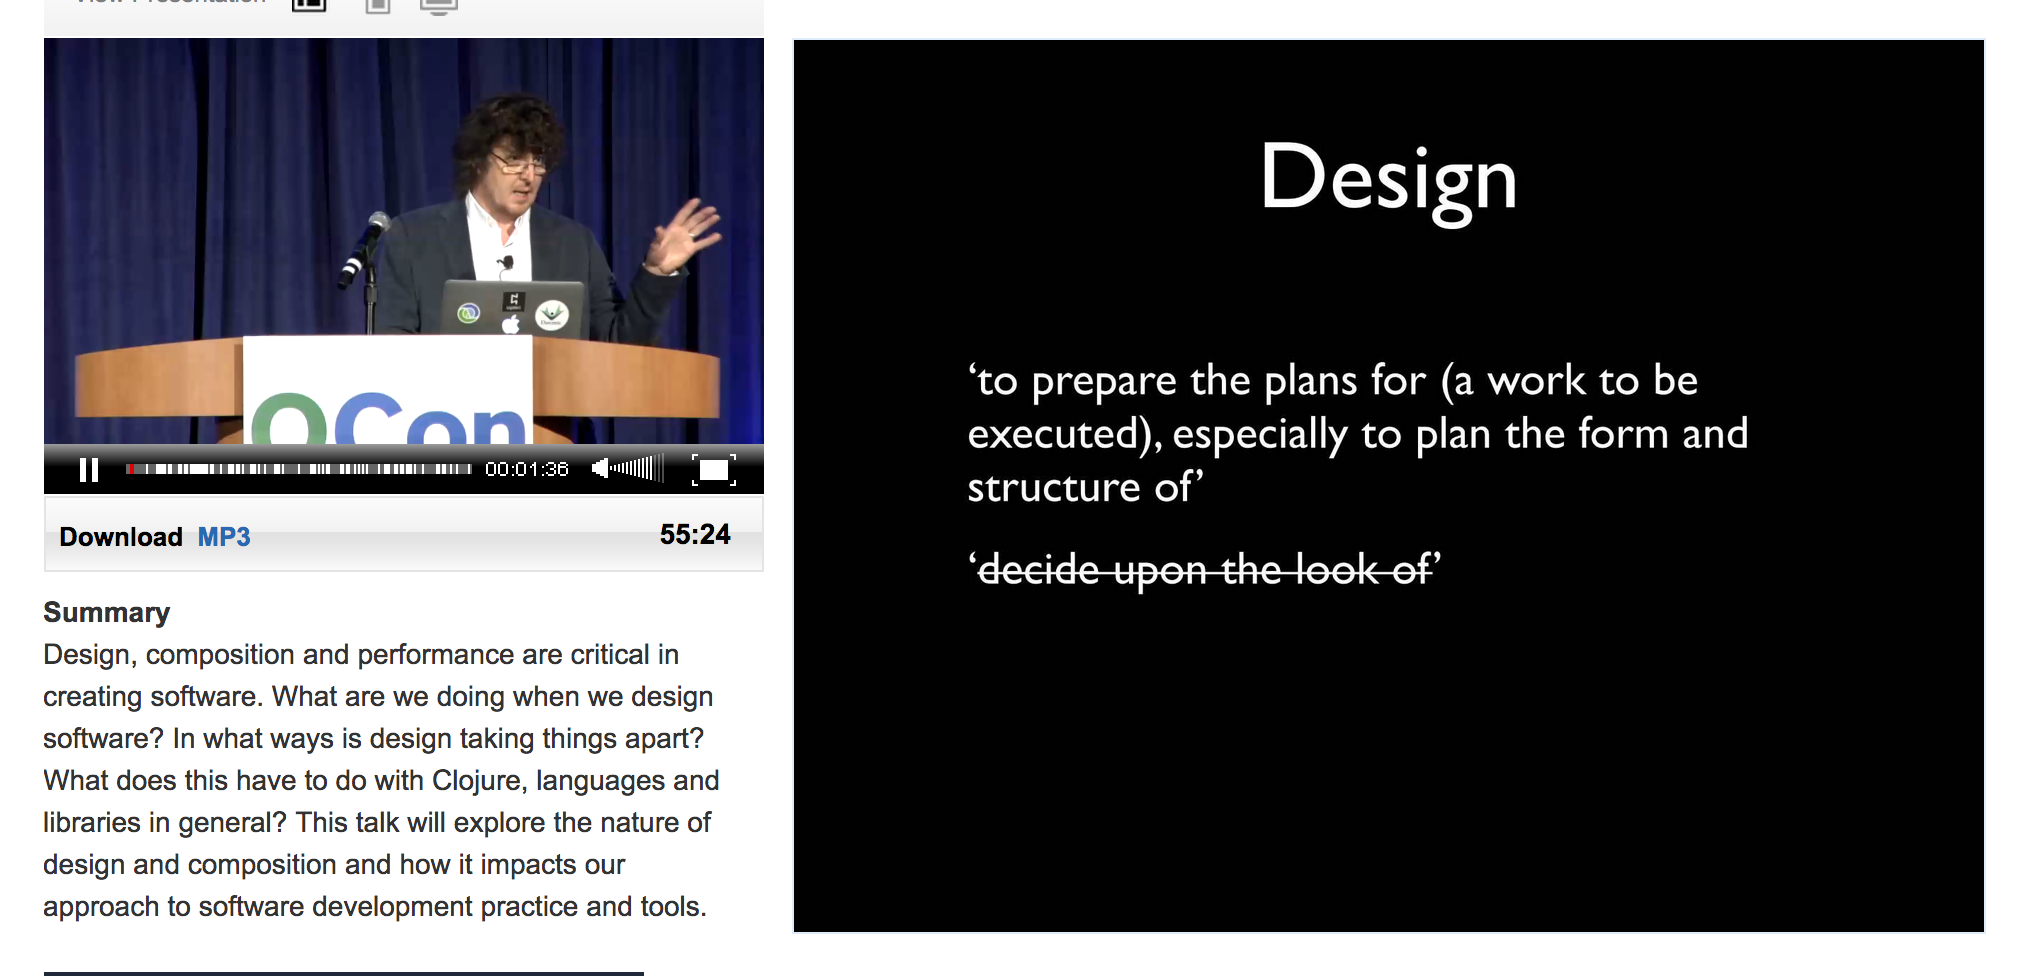 View Presentation
QCon
00:01:36
Download MP3
55:24
Summary
Design, composition and performance are critical in
creating software. What are we doing when we design
software? In what ways is design taking things apart?
What does this have to do with Clojure, languages and
libraries in general? This talk will explore the nature of
design and composition and how it impacts our
approach to software development practice and tools.
Design
‘to prepare the plans for (a work to be
executed), especially to plan the form and
structure of’
‘decide upon the look of’